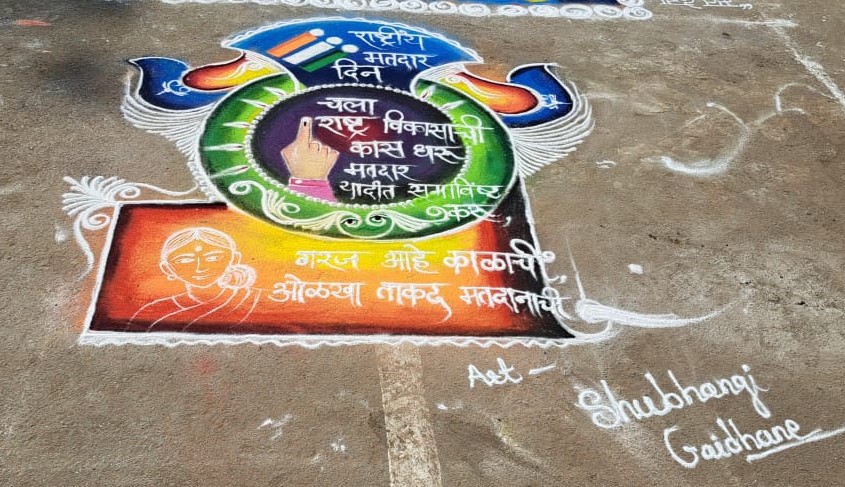 राष्ट्रीय
मतदार
दिन
चला
राष्ट्र विकासाची
कास धरू
मतदार
यादीत समाविष्ट
करू,
गरज आहे काळाची,
ओळखा ताकद मतदानाची
Art -
Shubhangi
Gaidhane